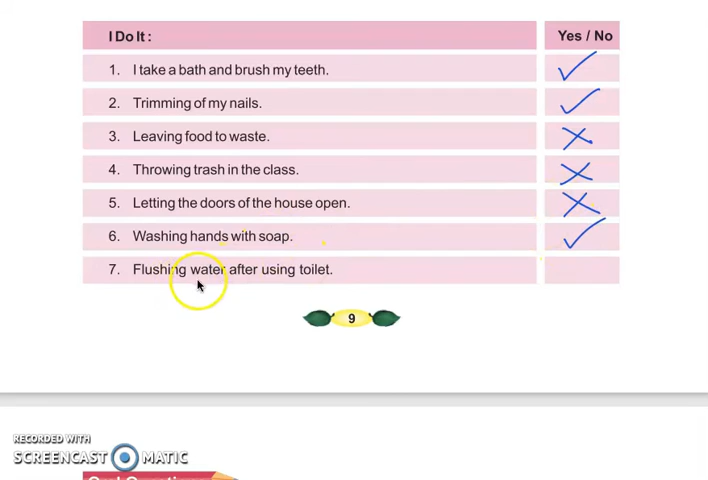 I Do It : Yes / No
1. I take a bath and brush my teeth.
2. Trimming of my nails.
3. Leaving food to waste.
4. Throwing trash in the class.
5. Letting the doors of the house open.
6. Washing hands with soap.
7. Flushing water after using toilet.
9
RECORDED WITH
SCREENCAST MATIC